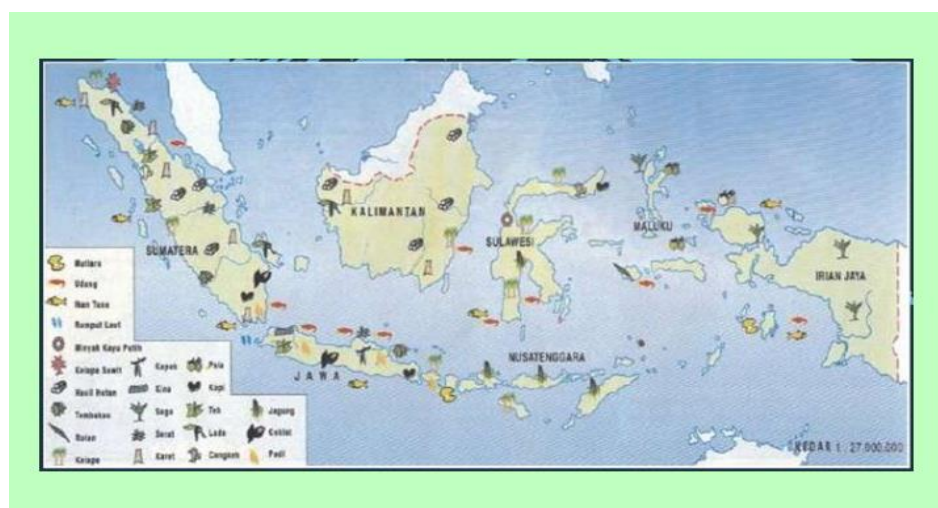 KALIMANTAN
SUMATERA
SULAWESI
MALUKU
IRIAN JAYA
JAWA
NUSATENGGARA
Mutiara
Udang
Ikan Tuna
Rumput Laut
Minyak Kayu Putih
Kelapa Sawit
Hasil Hutan
Tembakau
Rotan
Kelapa
Kapok
Kina
Sagu
Serat
Karet
Pala
Kopi
Teh
Lada
Cengkeh
Jagung
Coklat
Padi
1 : 27.000.000